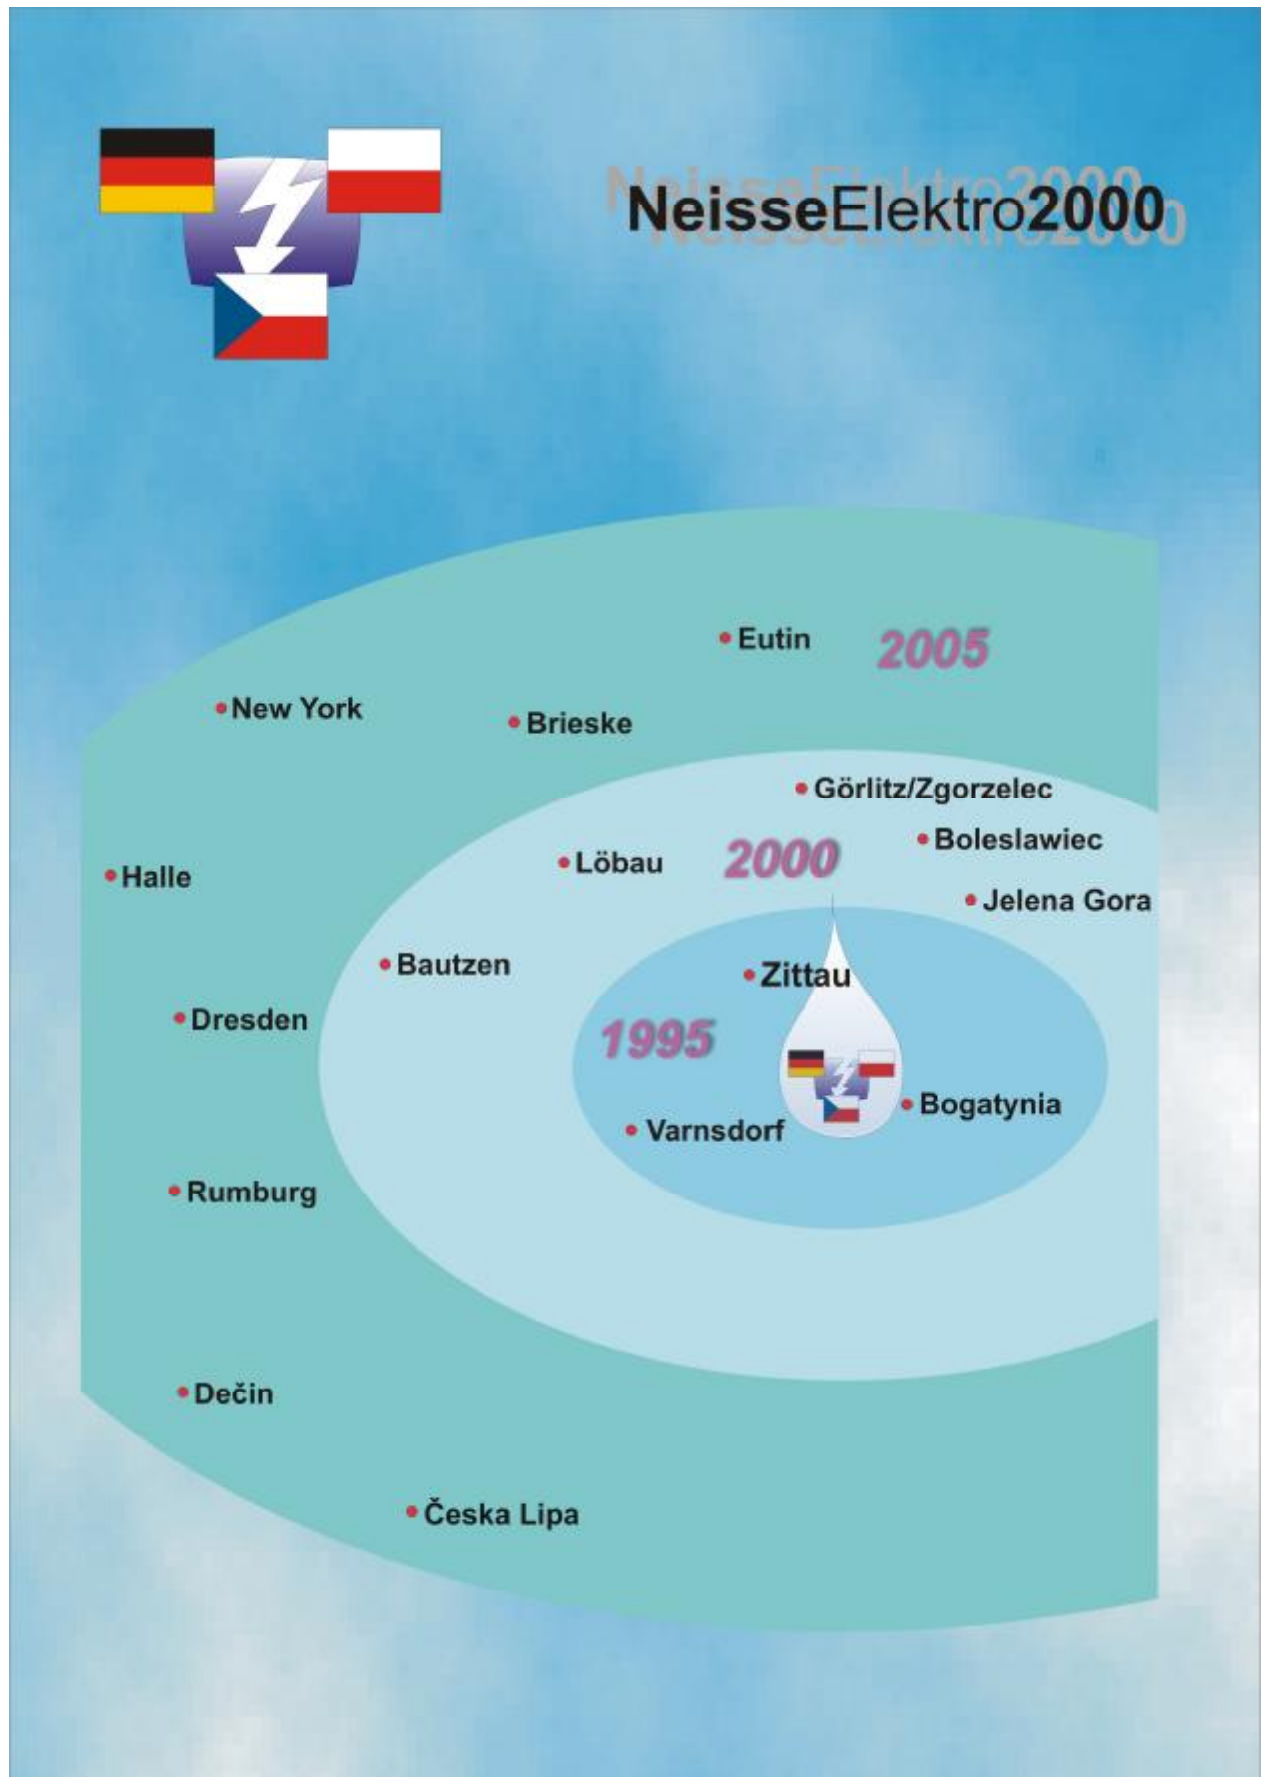 NeisseElektro2000
Eutin
2005
New York
Brieske
Görlitz/Zgorzelec
Boleslawiec
Löbau
2000
Halle
Jelena Gora
Bautzen
Zittau
Dresden
1995
Bogatynia
Varnsdorf
Rumburg
Dečin
Česka Lipa